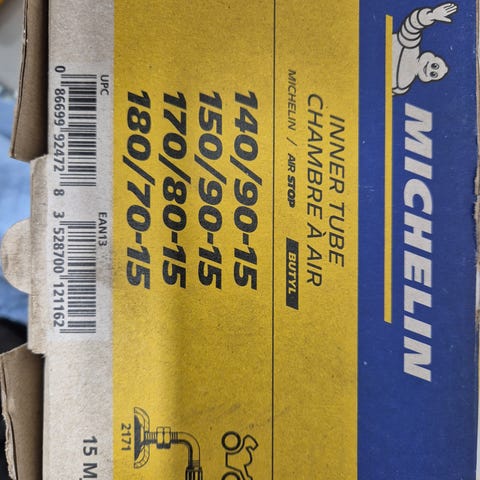 MICHELIN
INNER TUBE
CHAMBRE À AIR
MICHELIN / AIR STOP BUTYL
140/90-15
150/90-15
170/80-15
180/70-15
2171
UPC
0 86699 92472 8
EAN13
3 528700 121162
15 M